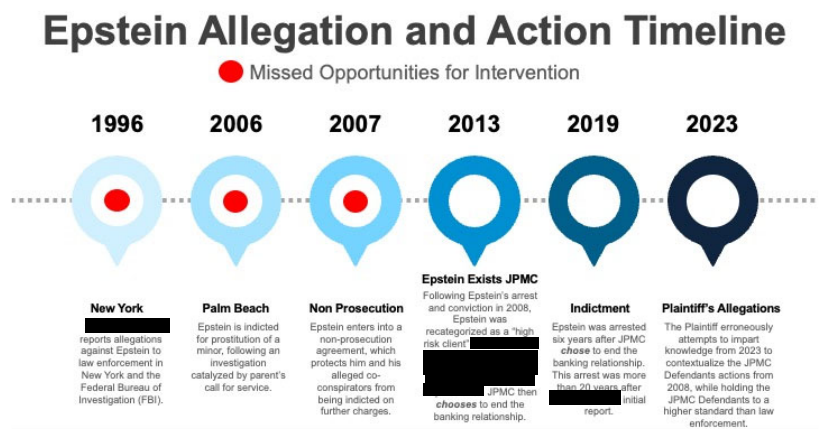 Epstein Allegation and Action Timeline
Missed Opportunities for Intervention
1996
2006
2007
2013
2019
2023
New York
reports allegations
against Epstein to
law enforcement in
New York and the
Federal Bureau of
Investigation (FBI).
Palm Beach
Epstein is indicted
for prostitution of a
minor, following an
investigation
catalyzed by parent's
call for service.
Non Prosecution
Epstein enters into a
non-prosecution
agreement, which
protects him and his
alleged co-
conspirators from
being indicted on
further charges.
Epstein Exists JPMC
Following Epstein's arrest
and conviction in 2008,
Epstein was
recategorized as a "high
risk client"
JPMC then
chooses to end the
banking relationship.
Indictment
Epstein was arrested
six years after JPMC
chose to end the
banking relationship.
This arrest was more
than 20 years after
initial
report.
Plaintiff's Allegations
The Plaintiff erroneously
attempts to impart
knowledge from 2023 to
contextualize the JPMC
Defendants actions from
2008, while holding the
JPMC Defendants to a
higher standard than law
enforcement.